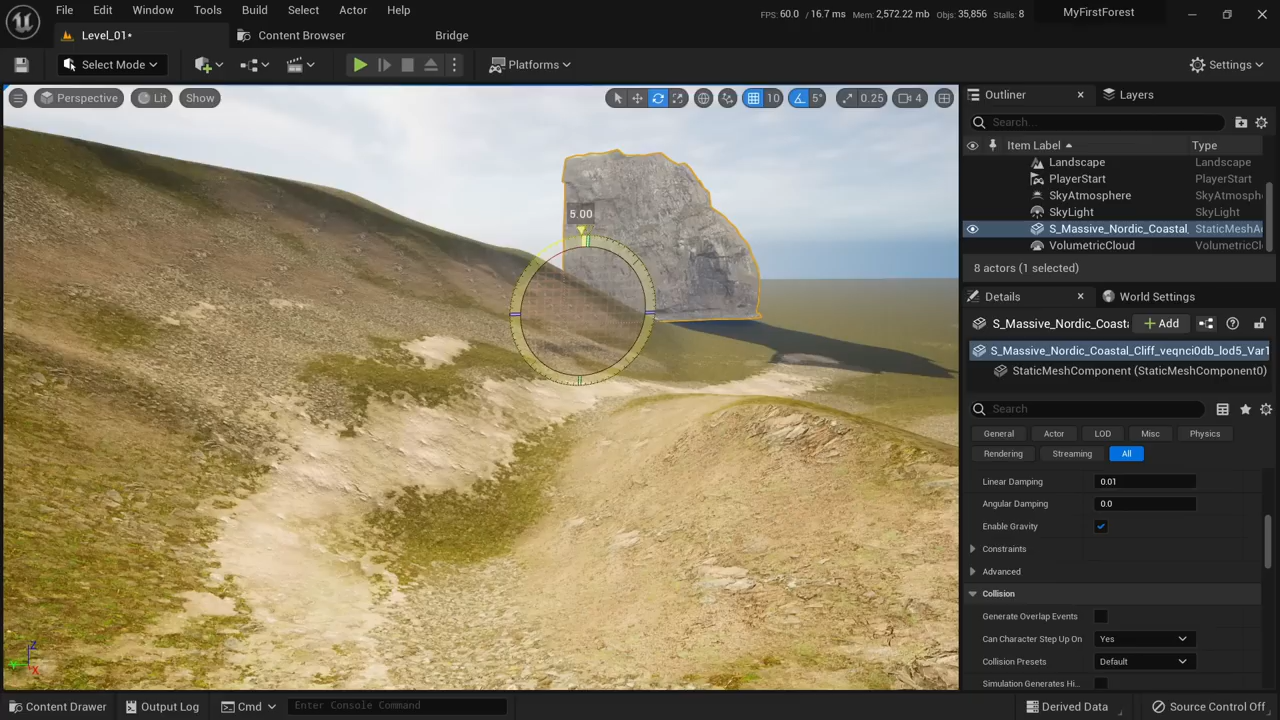 File Edit Window Tools Build Select Actor Help
FPS: 60.0 / 16.7 ms Mem: 2,572.22 mb Objs: 35,856 Stalls: 8
MyFirstForest
Level_01•
Content Browser
Bridge
Select Mode
Platforms
Settings
Perspective
Lit
Show
10
5°
0.25
4
5.00
Outliner
Layers
Search...
Item Label
Type
Landscape
PlayerStart
SkyAtmosphere SkyAtmosph
SkyLight SkyLight
S_Massive_Nordic_Coastal_ StaticMeshA
VolumetricCloud VolumetricCl
8 actors (1 selected)
Details
World Settings
S_Massive_Nordic_Coasta
Add
S_Massive_Nordic_Coastal_Cliff_veqnci0db_lod5_Var1
StaticMeshComponent (StaticMeshComponent0)
Search
General Actor LOD Misc Physics
Rendering Streaming All
Linear Damping 0.01
Angular Damping 0.0
Enable Gravity
Constraints
Advanced
Collision
Generate Overlap Events
Can Character Step Up On Yes
Collision Presets Default
Simulation Generates Hi...
Z
Y
X
Content Drawer
Output Log
Cmd
Enter Console Command
Derived Data
Source Control Off